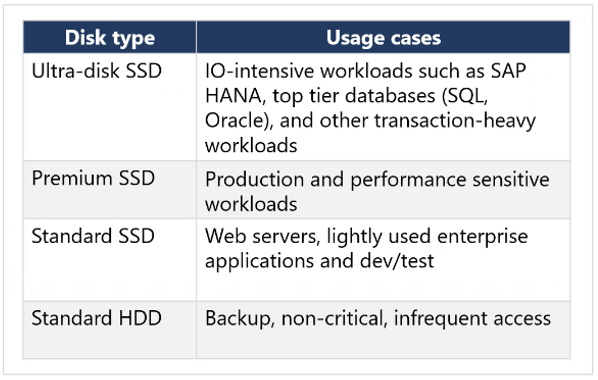 Disk type
Usage cases
Ultra-disk SSD
IO-intensive workloads such as SAP
HANA, top tier databases (SQL,
Oracle), and other transaction-heavy
workloads
Premium SSD
Production and performance sensitive
workloads
Standard SSD
Web servers, lightly used enterprise
applications and dev/test
Standard HDD
Backup, non-critical, infrequent access